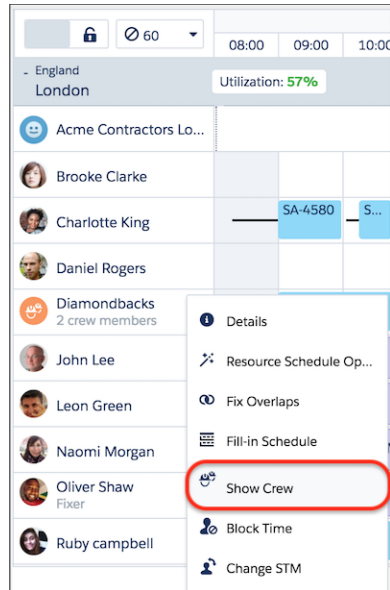 60
08:00 09:00 10:00
- England
London
Utilization: 57%
Acme Contractors Lo...
Brooke Clarke
Charlotte King
SA-4580
S...
Daniel Rogers
Diamondbacks
2 crew members
Details
John Lee
Resource Schedule Op...
Leon Green
Fix Overlaps
Fill-in Schedule
Naomi Morgan
Oliver Shaw
Fixer
Show Crew
Ruby campbell
Block Time
Change STM